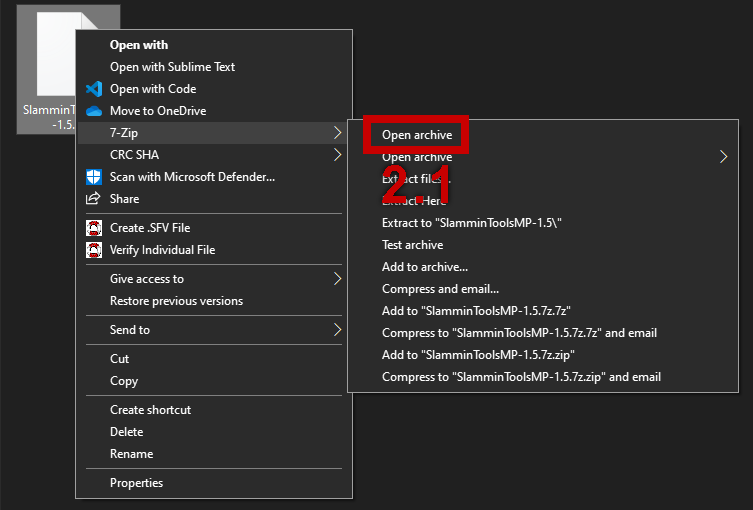 SlamminT
-1.5.
Open with
Open with Sublime Text
Open with Code
Move to OneDrive
7-Zip
CRC SHA
Scan with Microsoft Defender...
Share
Create .SFV File
Verify Individual File
Give access to
Restore previous versions
Send to
Cut
Copy
Create shortcut
Delete
Rename
Properties
Open archive
Open archive
2.1
Extract files...
Extract Here
Extract to "SlamminToolsMP-1.5\"
Test archive
Add to archive...
Compress and email...
Add to "SlamminToolsMP-1.5.7z.7z"
Compress to "SlamminToolsMP-1.5.7z.7z" and email
Add to "SlamminToolsMP-1.5.7z.zip"
Compress to "SlamminToolsMP-1.5.7z.zip" and email